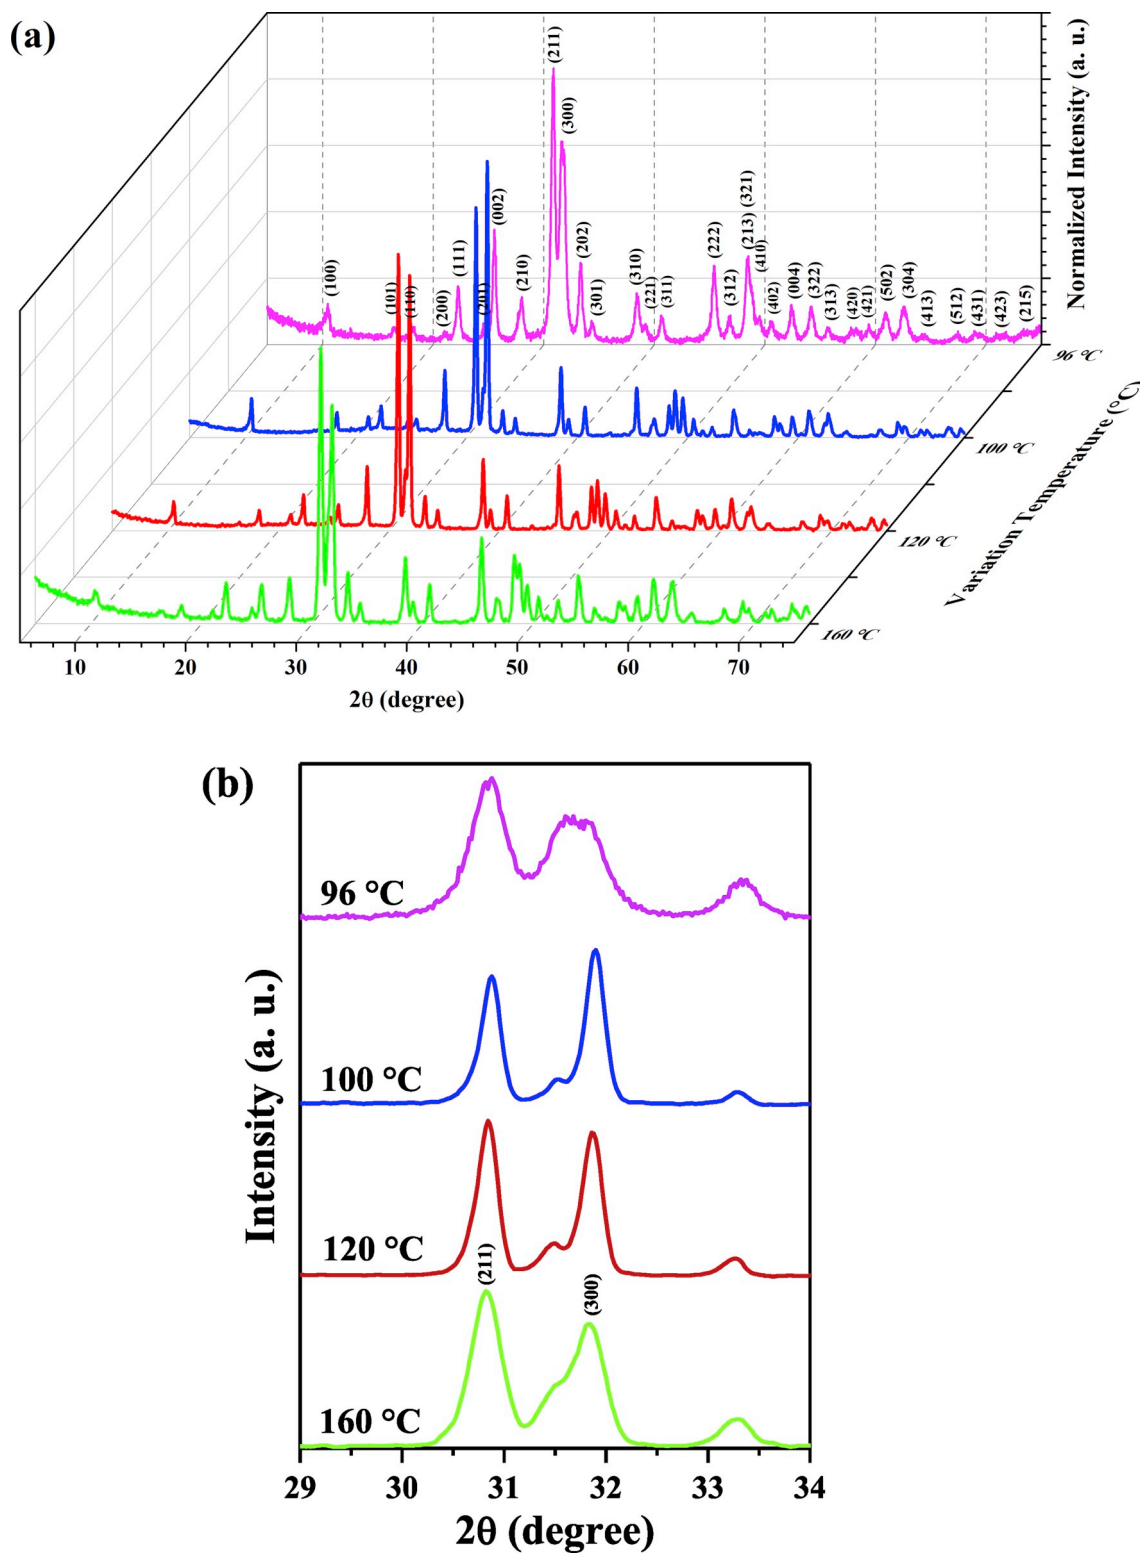 (a)
(100)
(101)
(110)
(200)
(111)
(201)
(002)
(210)
(211)
(300)
(202)
(301)
(310)
(221)
(311)
(222)
(312)
(213)
(321)
(410)
(402)
(004)
(322)
(313)
(420)
(421)
(502)
(304)
(413)
(512)
(431)
(423)
(215)
Normalized Intensity (a. u.)
96 °C
100 °C
120 °C
160 °C
Variation Temperature (°C)
10 20 30 40 50 60 70
2θ (degree)
(b)
96 °C
100 °C
120 °C
(211)
(300)
160 °C
Intensity (a. u.)
29 30 31 32 33 34
2θ (degree)